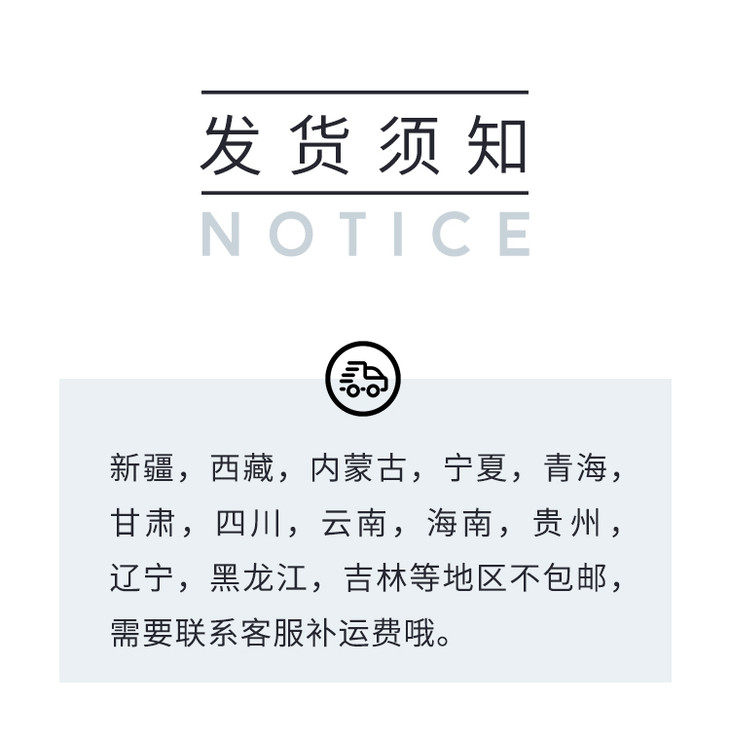 发货须知
NOTICE
新疆，西藏，内蒙古，宁夏，青海，
甘肃，四川，云南，海南，贵州，
辽宁，黑龙江，吉林等地区不包邮，
需要联系客服补运费哦。